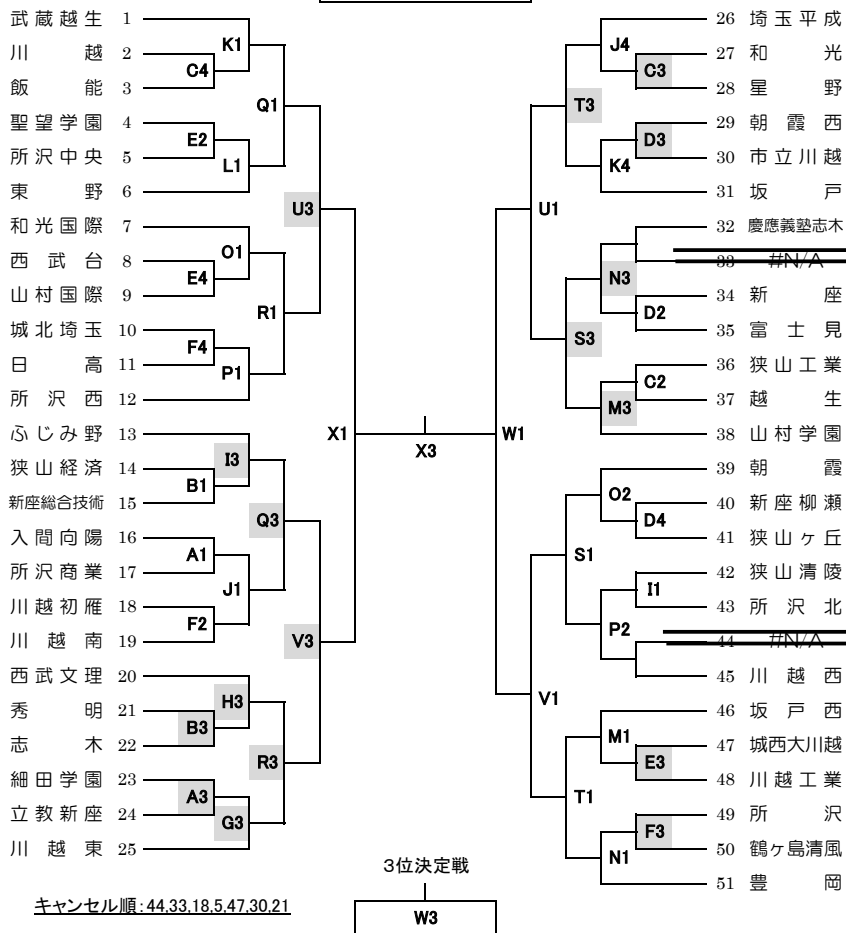 武蔵越生 1
川越 2
飯能 3
聖望学園 4
所沢中央 5
東野 6
和光国際 7
西武台 8
山村国際 9
城北埼玉 10
日高 11
所沢西 12
ふじみ野 13
狭山経済 14
新座総合技術 15
入間向陽 16
所沢商業 17
川越初雁 18
川越南 19
西武文理 20
秀明 21
志木 22
細田学園 23
立教新座 24
川越東 25
K1
C4
Q1
E2
L1
U3
O1
E4
R1
F4
P1
X1
I3
B1
Q3
A1
J1
F2
V3
H3
B3
R3
A3
G3
X3
W1
J4
C3
T3
D3
K4
U1
N3
D2
S3
C2
M3
O2
D4
S1
I1
P2
V1
M1
E3
T1
F3
N1
26 埼玉平成
27 和光
28 星野
29 朝霞西
30 市立川越
31 坂戸
32 慶應義塾志木
33 #N/A
34 新座
35 富士見
36 狭山工業
37 越生
38 山村学園
39 朝霞
40 新座柳瀬
41 狭山ヶ丘
42 狭山清陵
43 所沢北
44 #N/A
45 川越西
46 坂戸西
47 城西大川越
48 川越工業
49 所沢
50 鶴ヶ島清風
51 豊岡
3位決定戦
W3
キャンセル順:44,33,18,5,47,30,21